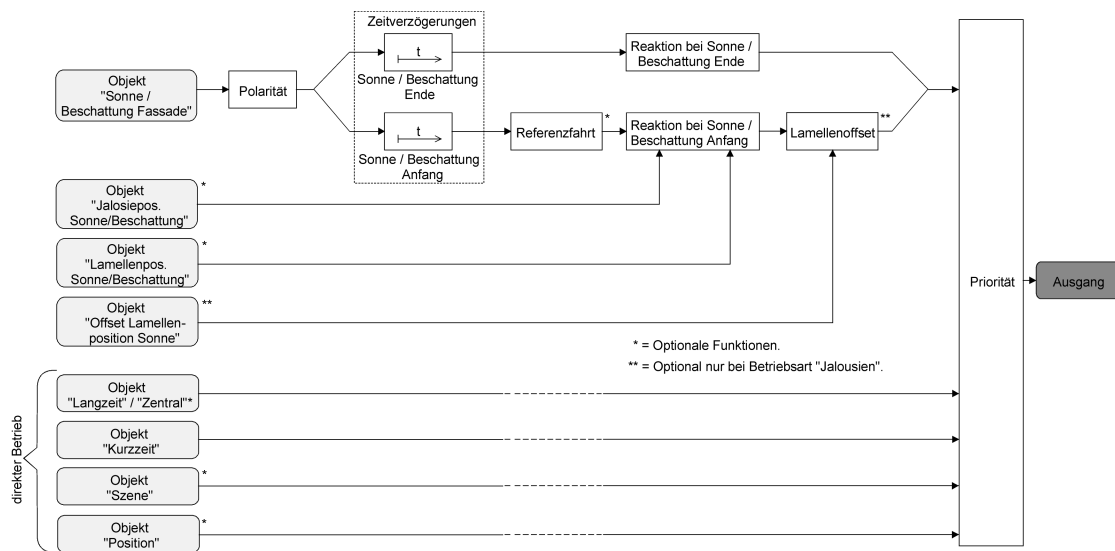 Zeitverzögerungen
t
Sonne / Beschattung
Ende
Reaktion bei Sonne /
Beschattung Ende
Objekt
"Sonne /
Beschattung Fassade"
Polarität
t
Sonne / Beschattung
Anfang
Referenzfahrt
*
Reaktion bei Sonne /
Beschattung Anfang
Lamellenoffset
**
Objekt
"Jalosiepos.
Sonne/Beschattung"
*
Objekt
"Lamellenpos.
Sonne/Beschattung"
*
Objekt
"Offset Lamellen-
position Sonne"
**
Priorität
Ausgang
* = Optionale Funktionen.
** = Optional nur bei Betriebsart "Jalousien".
direkter Betrieb
Objekt
"Langzeit" / "Zentral"*
Objekt
"Kurzzeit"
Objekt
"Szene"
*
Objekt
"Position"
*